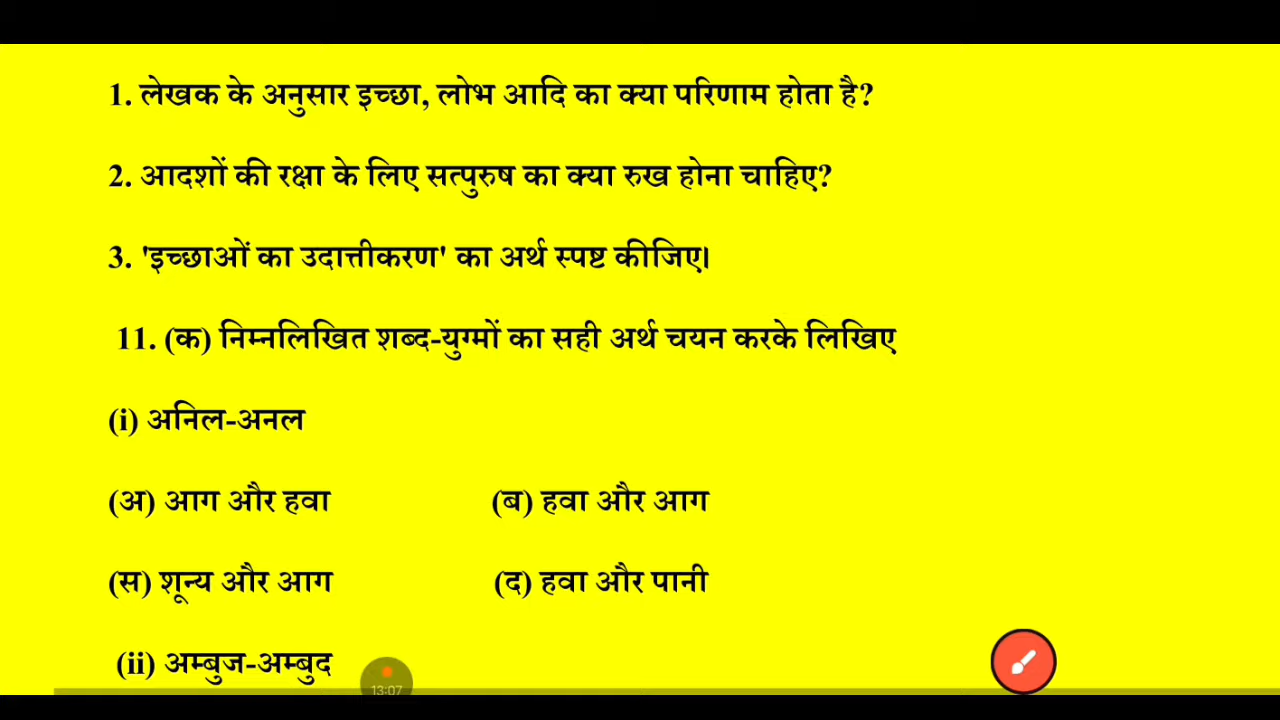 1. लेखक के अनुसार इच्छा, लोभ आदि का क्या परिणाम होता है?
2. आदर्शों की रक्षा के लिए सत्पुरुष का क्या रुख होना चाहिए?
3. 'इच्छाओं का उदात्तीकरण' का अर्थ स्पष्ट कीजिए।
11. (क) निम्नलिखित शब्द-युग्मों का सही अर्थ चयन करके लिखिए
(i) अनिल-अनल
(अ) आग और हवा (ब) हवा और आग
(स) शून्य और आग (द) हवा और पानी
(ii) अम्बुज-अम्बुद
13:07